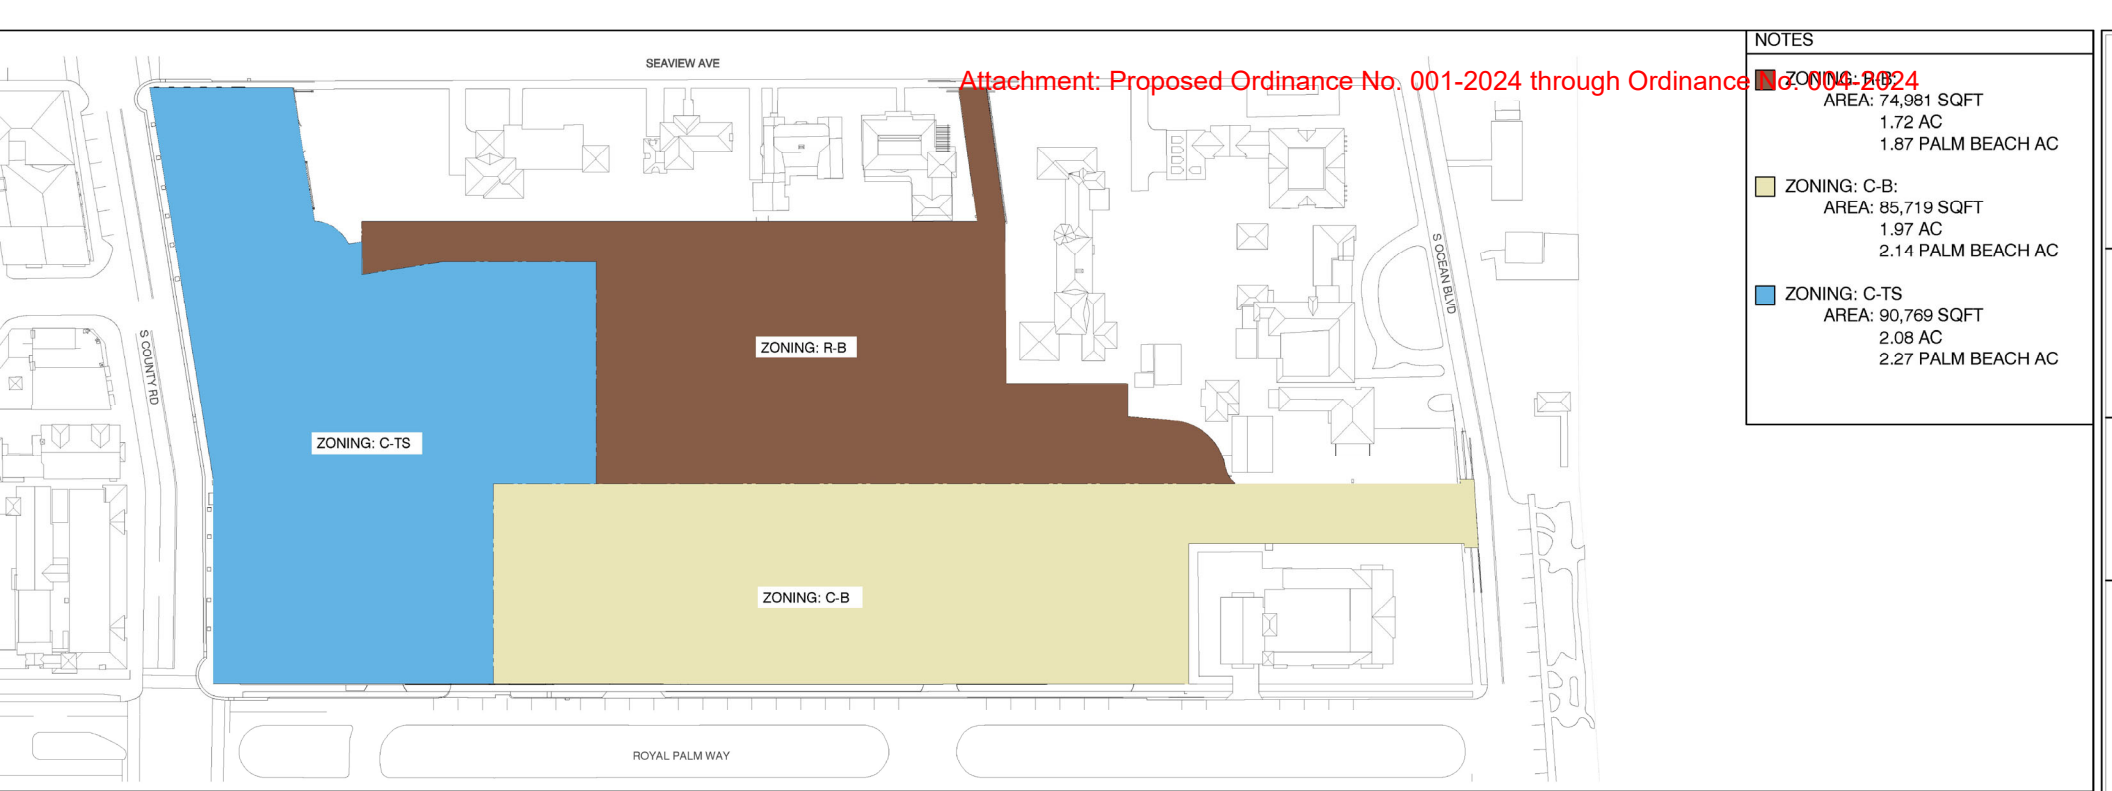 NOTES
SEAVIEW AVE
Attachment: Proposed Ordinance No. 001-2024 through Ordinance No. 004-2024
ZONING: R-B:
AREA: 74,981 SQFT
1.72 AC
1.87 PALM BEACH AC
ZONING: C-B:
AREA: 85,719 SQFT
1.97 AC
2.14 PALM BEACH AC
ZONING: C-TS
AREA: 90,769 SQFT
2.08 AC
2.27 PALM BEACH AC
S OCEAN BLVD
S COUNTY RD
ZONING: R-B
ZONING: C-TS
ZONING: C-B
ROYAL PALM WAY